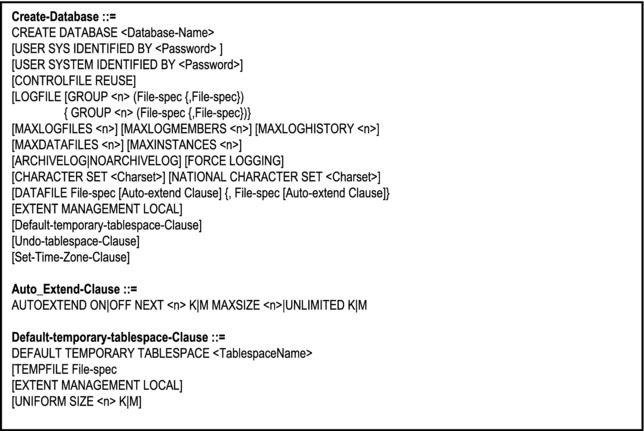 Create-Database ::=
CREATE DATABASE <Database-Name>
[USER SYS IDENTIFIED BY <Password> ]
[USER SYSTEM IDENTIFIED BY <Password>]
[CONTROLFILE REUSE]
[LOGFILE [GROUP <n> (File-spec {,File-spec})
{ GROUP <n> (File-spec {,File-spec})}
[MAXLOGFILES <n>] [MAXLOGMEMBERS <n>] [MAXLOGHISTORY <n>]
[MAXDATAFILES <n>] [MAXINSTANCES <n>]
[ARCHIVELOG|NOARCHIVELOG] [FORCE LOGGING]
[CHARACTER SET <Charset>] [NATIONAL CHARACTER SET <Charset>]
[DATAFILE File-spec [Auto-extend Clause] {, File-spec [Auto-extend Clause]}
[EXTENT MANAGEMENT LOCAL]
[Default-temporary-tablespace-Clause]
[Undo-tablespace-Clause]
[Set-Time-Zone-Clause]
Auto_Extend-Clause ::=
AUTOEXTEND ON|OFF NEXT <n> K|M MAXSIZE <n>|UNLIMITED K|M
Default-temporary-tablespace-Clause ::=
DEFAULT TEMPORARY TABLESPACE <TablespaceName>
[TEMPFILE File-spec
[EXTENT MANAGEMENT LOCAL]
[UNIFORM SIZE <n> K|M]